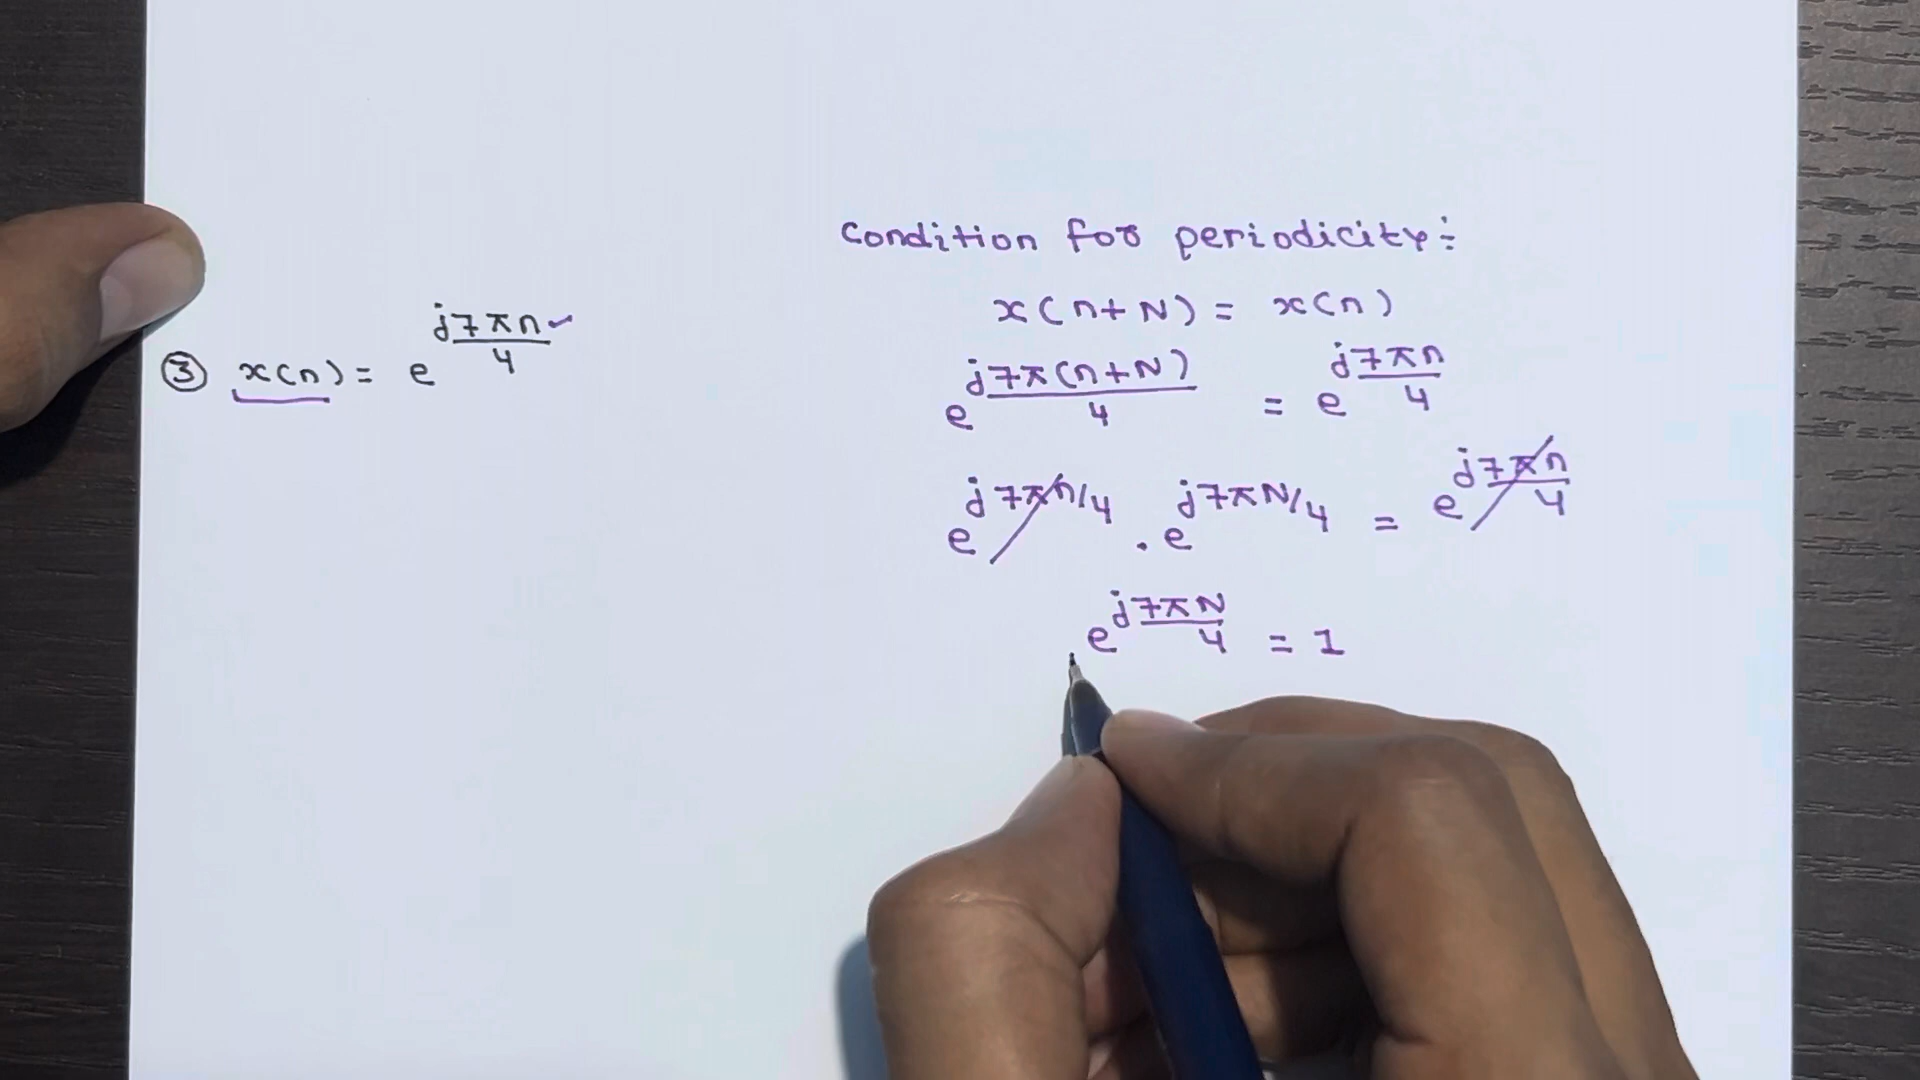 ③ x(n) = e^(j7πn/4) ✓
Condition for periodicity :-
x(n+N) = x(n)
e^(j7π(n+N)/4) = e^(j7πn/4)
e^(j7πn/4) . e^(j7πN/4) = e^(j7πn/4)
e^(j7πN/4) = 1